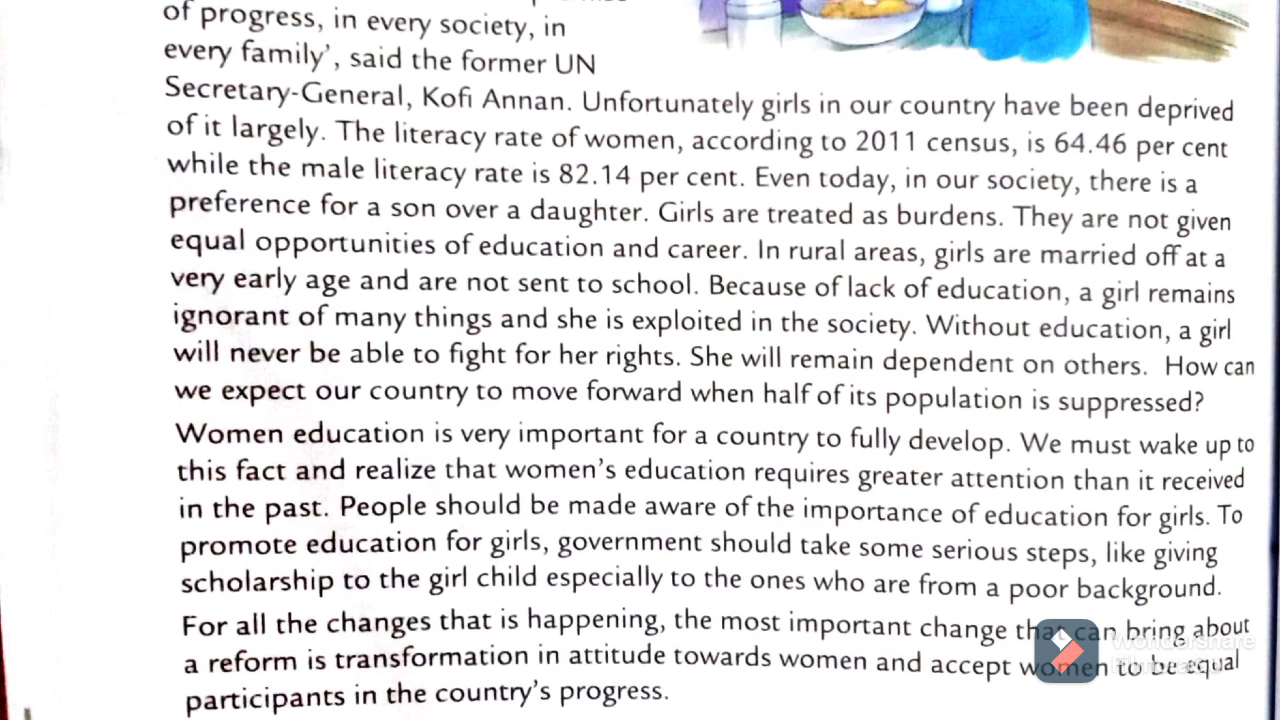 of progress, in every society, in
every family', said the former UN
Secretary-General, Kofi Annan. Unfortunately girls in our country have been deprived
of it largely. The literacy rate of women, according to 2011 census, is 64.46 per cent
while the male literacy rate is 82.14 per cent. Even today, in our society, there is a
preference for a son over a daughter. Girls are treated as burdens. They are not given
equal opportunities of education and career. In rural areas, girls are married off at a
very early age and are not sent to school. Because of lack of education, a girl remains
ignorant of many things and she is exploited in the society. Without education, a girl
will never be able to fight for her rights. She will remain dependent on others. How can
we expect our country to move forward when half of its population is suppressed?
Women education is very important for a country to fully develop. We must wake up to
this fact and realize that women's education requires greater attention than it received
in the past. People should be made aware of the importance of education for girls. To
promote education for girls, government should take some serious steps, like giving
scholarship to the girl child especially to the ones who are from a poor background.
For all the changes that is happening, the most important change that can bring about
a reform is transformation in attitude towards women and accept women to be equal
participants in the country's progress.
Wondershare